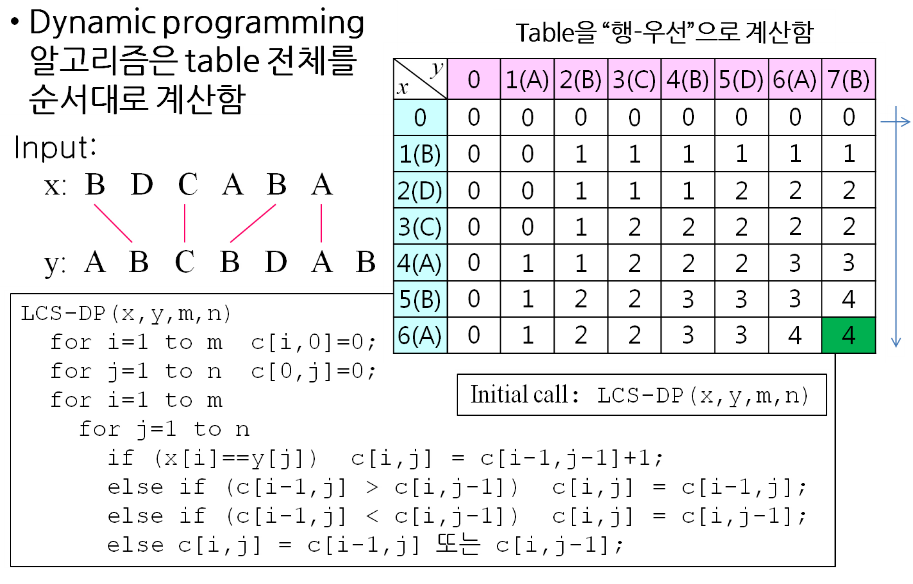 • Dynamic programming
알고리즘은 table 전체를
순서대로 계산함
Input:
x: B D C A B A
y: A B C B D A B
Table을 “행-우선”으로 계산함
x y 0 1(A) 2(B) 3(C) 4(B) 5(D) 6(A) 7(B)
0 0 0 0 0 0 0 0 0
1(B) 0 0 1 1 1 1 1 1
2(D) 0 0 1 1 1 2 2 2
3(C) 0 0 1 2 2 2 2 2
4(A) 0 1 1 2 2 2 3 3
5(B) 0 1 2 2 3 3 3 4
6(A) 0 1 2 2 3 3 4 4
Initial call: LCS-DP(x,y,m,n)
LCS-DP(x,y,m,n)
for i=1 to m c[i,0]=0;
for j=1 to n c[0,j]=0;
for i=1 to m
for j=1 to n
if (x[i]==y[j]) c[i,j] = c[i-1,j-1]+1;
else if (c[i-1,j] > c[i,j-1]) c[i,j] = c[i-1,j];
else if (c[i-1,j] < c[i,j-1]) c[i,j] = c[i,j-1];
else c[i,j] = c[i-1,j] 또는 c[i,j-1];